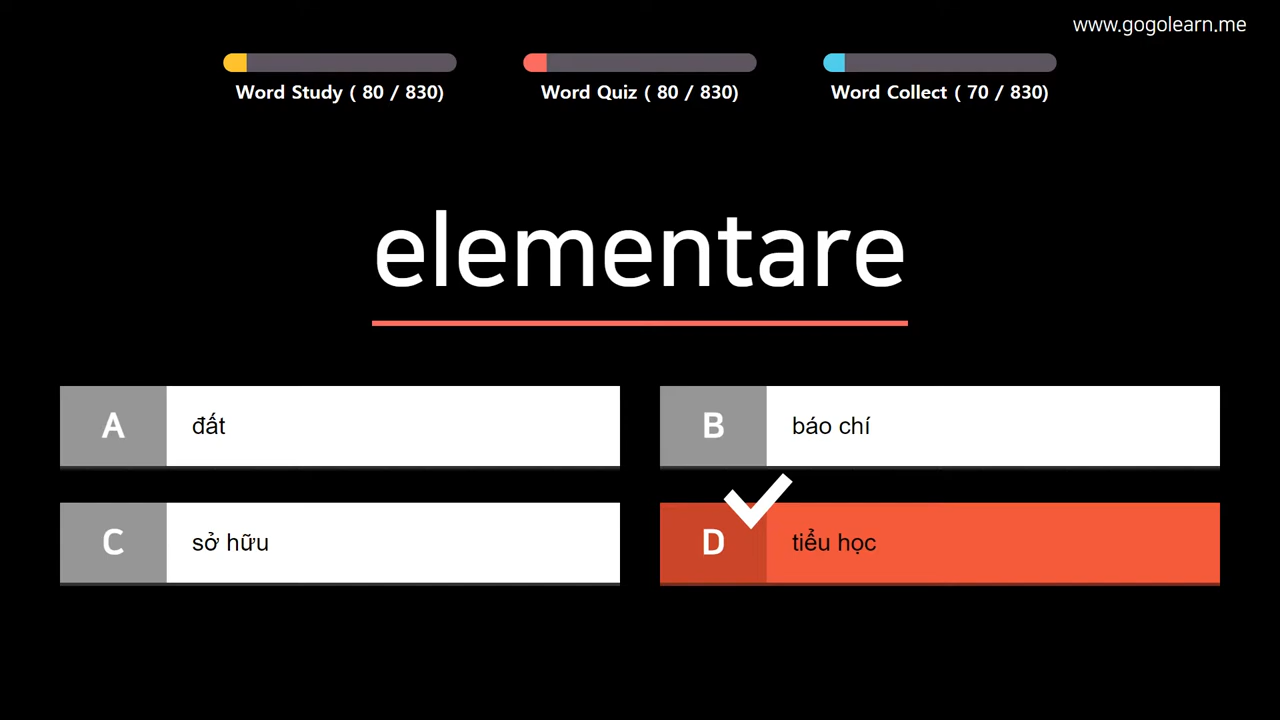 www.gogolearn.me
Word Study ( 80 / 830)
Word Quiz ( 80 / 830)
Word Collect ( 70 / 830)
elementare
A
đất
B
báo chí
C
sở hữu
D
tiểu học